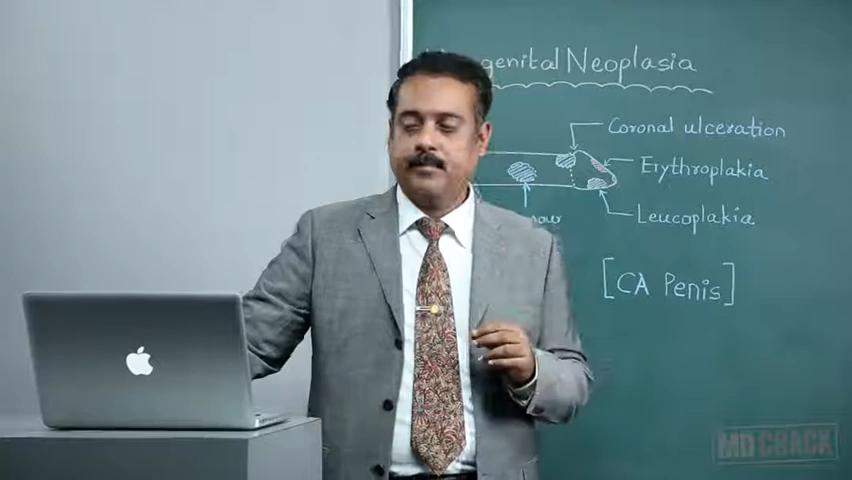 genital Neoplasia
Coronal ulceration
Erythroplakia
Leucoplakia
[CA Penis]
MD CRACK